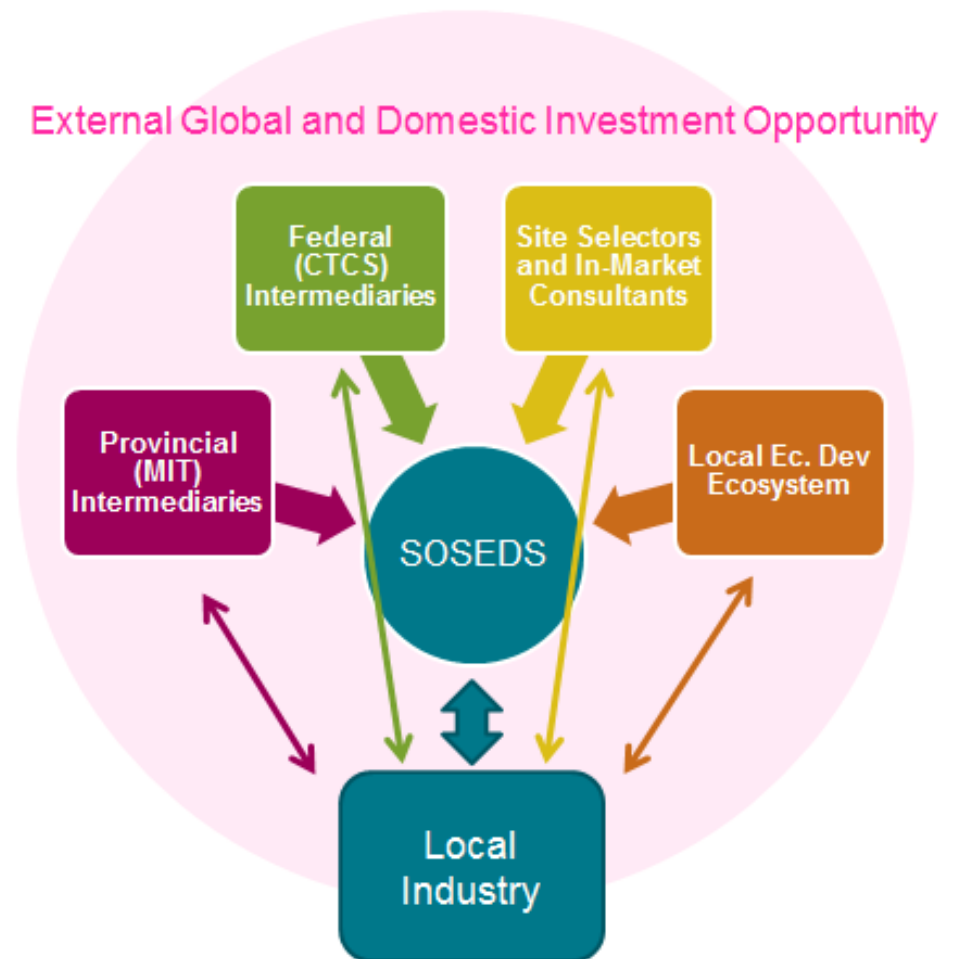 External Global and Domestic Investment Opportunity
Federal
(CTCS)
Intermediaries
Site Selectors
and In-Market
Consultants
Provincial
(MIT)
Intermediaries
Local Ec. Dev
Ecosystem
SOSEDS
Local
Industry